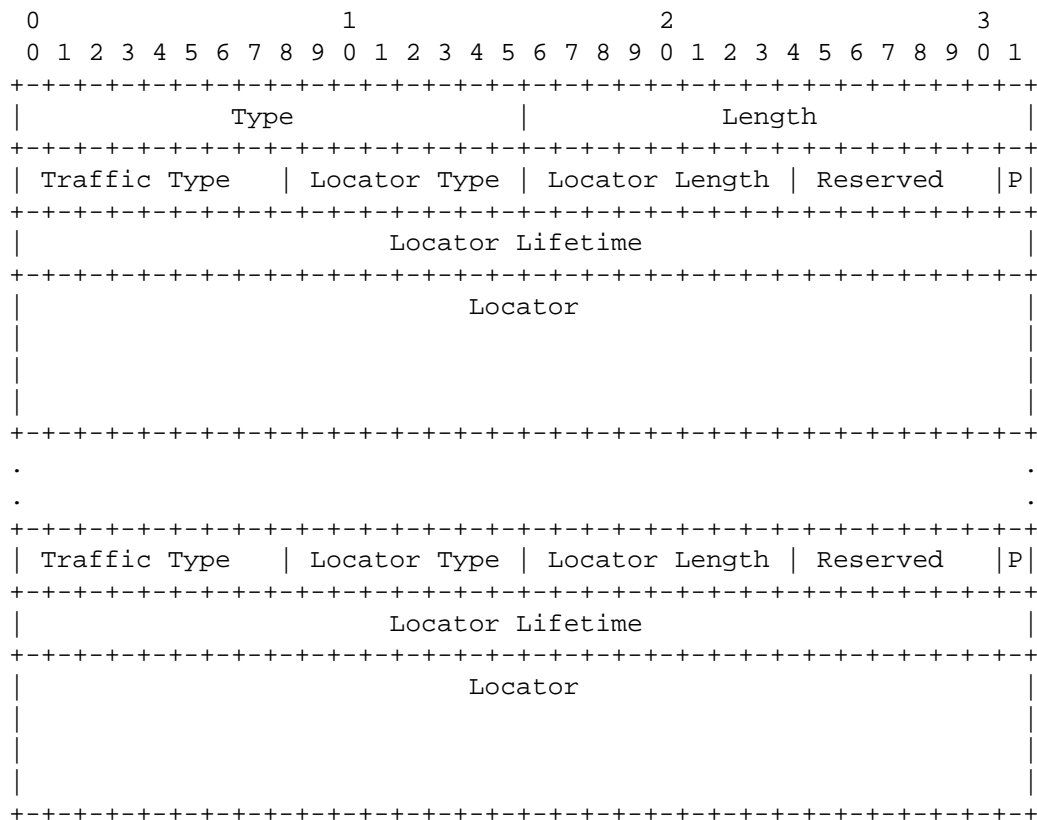 0                   1                   2                   3
 0 1 2 3 4 5 6 7 8 9 0 1 2 3 4 5 6 7 8 9 0 1 2 3 4 5 6 7 8 9 0 1
+-+-+-+-+-+-+-+-+-+-+-+-+-+-+-+-+-+-+-+-+-+-+-+-+-+-+-+-+-+-+-+-+
|             Type              |            Length             |
+-+-+-+-+-+-+-+-+-+-+-+-+-+-+-+-+-+-+-+-+-+-+-+-+-+-+-+-+-+-+-+-+
| Traffic Type   | Locator Type | Locator Length | Reserved   |P|
+-+-+-+-+-+-+-+-+-+-+-+-+-+-+-+-+-+-+-+-+-+-+-+-+-+-+-+-+-+-+-+-+
|                       Locator Lifetime                        |
+-+-+-+-+-+-+-+-+-+-+-+-+-+-+-+-+-+-+-+-+-+-+-+-+-+-+-+-+-+-+-+-+
|                            Locator                            |
|                                                               |
|                                                               |
|                                                               |
+-+-+-+-+-+-+-+-+-+-+-+-+-+-+-+-+-+-+-+-+-+-+-+-+-+-+-+-+-+-+-+-+
.                                                               .
.                                                               .
+-+-+-+-+-+-+-+-+-+-+-+-+-+-+-+-+-+-+-+-+-+-+-+-+-+-+-+-+-+-+-+-+
| Traffic Type   | Locator Type | Locator Length | Reserved   |P|
+-+-+-+-+-+-+-+-+-+-+-+-+-+-+-+-+-+-+-+-+-+-+-+-+-+-+-+-+-+-+-+-+
|                       Locator Lifetime                        |
+-+-+-+-+-+-+-+-+-+-+-+-+-+-+-+-+-+-+-+-+-+-+-+-+-+-+-+-+-+-+-+-+
|                            Locator                            |
|                                                               |
|                                                               |
|                                                               |
+-+-+-+-+-+-+-+-+-+-+-+-+-+-+-+-+-+-+-+-+-+-+-+-+-+-+-+-+-+-+-+-+